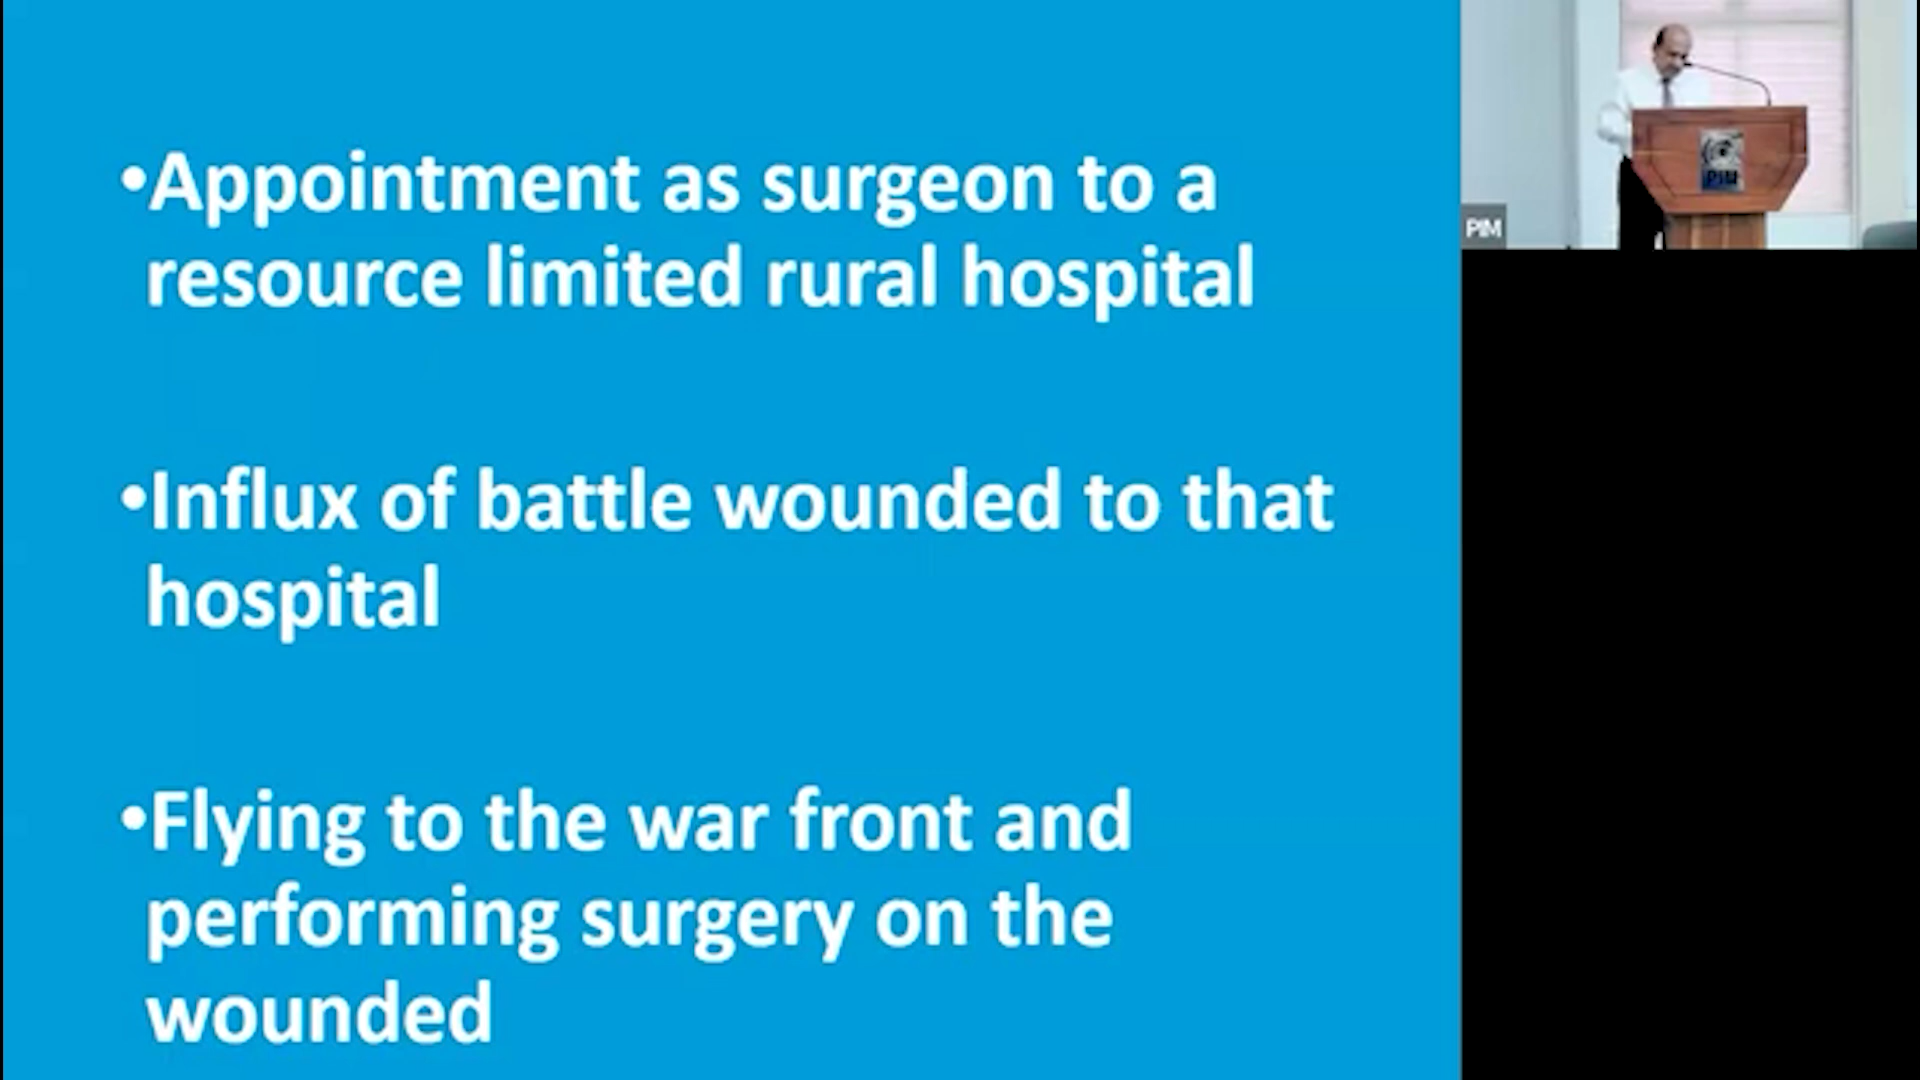 •Appointment as surgeon to a
resource limited rural hospital
•Influx of battle wounded to that
hospital
•Flying to the war front and
performing surgery on the
wounded
PIM
PIM